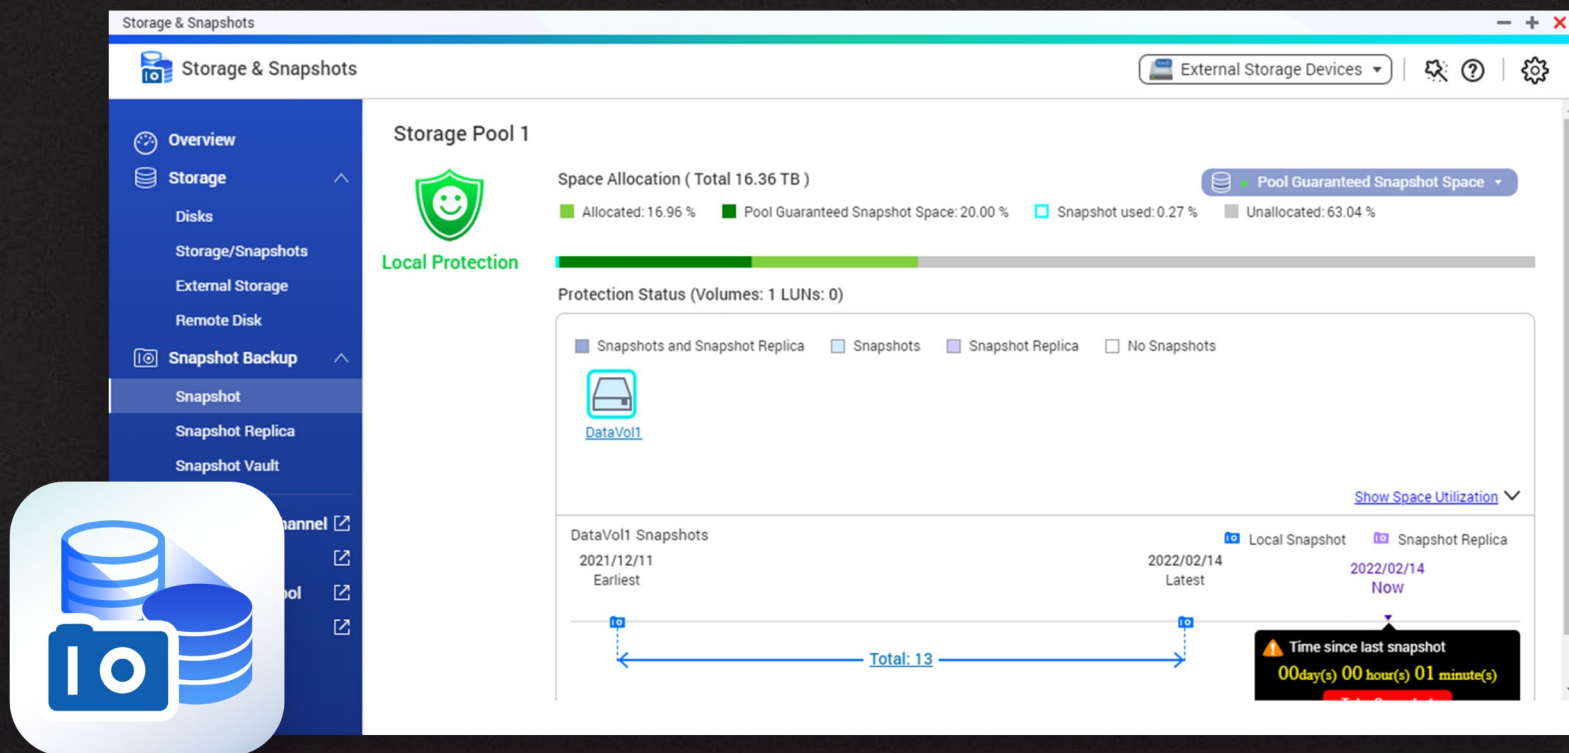 Storage & Snapshots
Storage & Snapshots
External Storage Devices
Overview
Storage
Disks
Storage/Snapshots
External Storage
Remote Disk
Snapshot Backup
Snapshot
Snapshot Replica
Snapshot Vault
Storage Pool 1
Local Protection
Space Allocation ( Total 16.36 TB )
Pool Guaranteed Snapshot Space
Allocated: 16.96 % Pool Guaranteed Snapshot Space: 20.00 % Snapshot used: 0.27 % Unallocated: 63.04 %
Protection Status (Volumes: 1 LUNs: 0)
Snapshots and Snapshot Replica Snapshots Snapshot Replica No Snapshots
DataVol1
Show Space Utilization
DataVol1 Snapshots
Local Snapshot Snapshot Replica
2021/12/11
Earliest
2022/02/14
Latest
2022/02/14
Now
Total: 13
Time since last snapshot
00day(s) 00 hour(s) 01 minute(s)